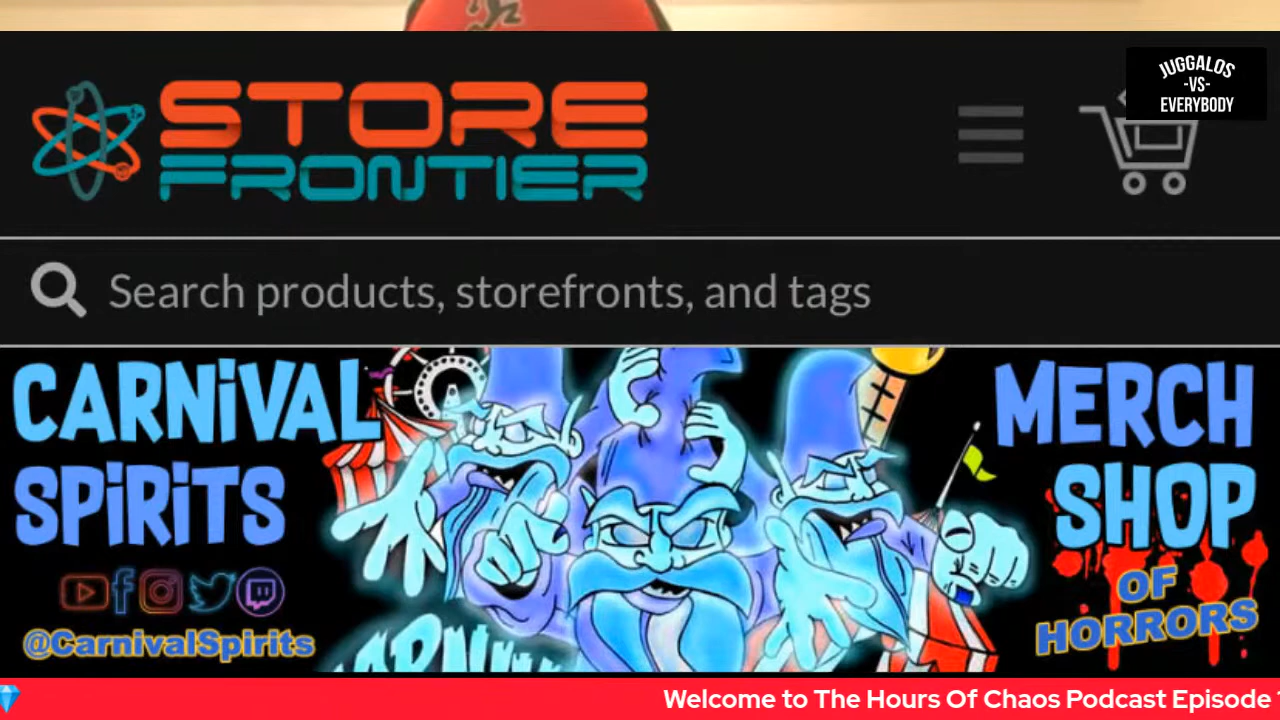 JUGGALOS
-VS-
EVERYBODY
STORE
FRONTIER
Search products, storefronts, and tags
CARNiVAL
SPiRiTS
@CarnivalSpirits
MERCH
SHOP
OF
HORRORS
Welcome to The Hours Of Chaos Podcast Episode